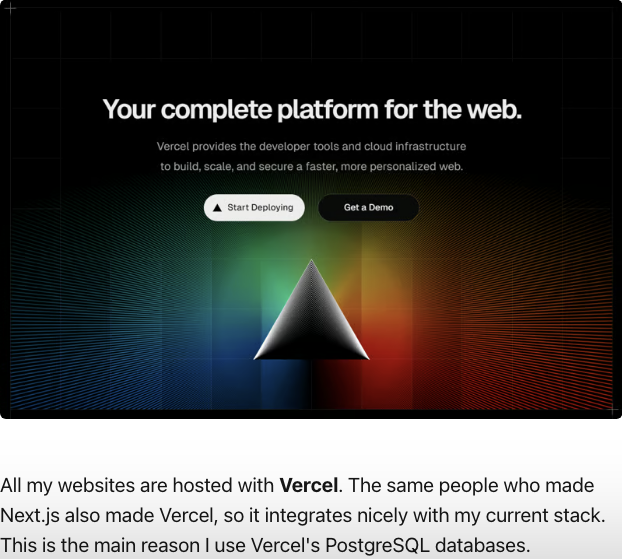 Your complete platform for the web.
Vercel provides the developer tools and cloud infrastructure
to build, scale, and secure a faster, more personalized web.
Start Deploying
Get a Demo
All my websites are hosted with Vercel. The same people who made
Next.js also made Vercel, so it integrates nicely with my current stack.
This is the main reason I use Vercel's PostgreSQL databases.